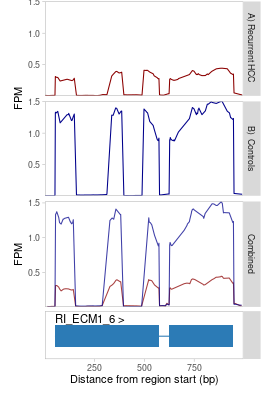 1.5
1.0
0.5
FPM
A) Recurrent HCC
1.5
1.0
0.5
B) Controls
1.5
1.0
0.5
FPM
Combined
RI_ECM1_6 >
250
500
750
Distance from region start (bp)